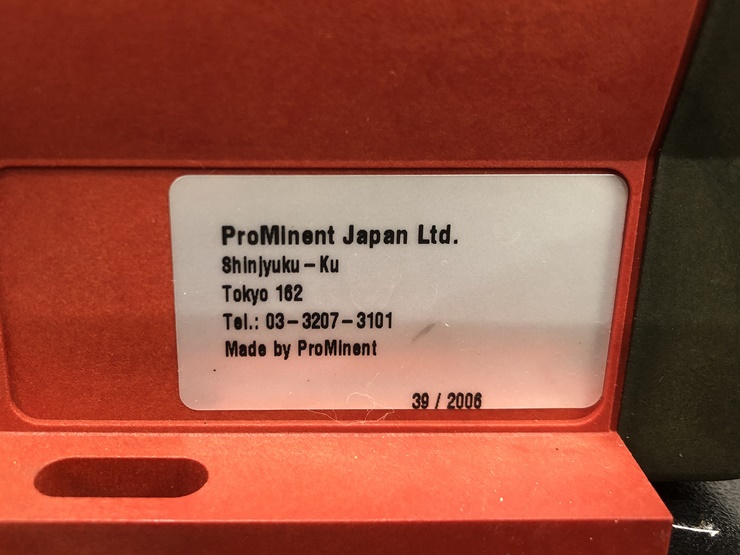 ProMinent Japan Ltd.
Shinjyuku-Ku
Tokyo 162
Tel.: 03-3207-3101
Made by ProMinent
39 / 2006